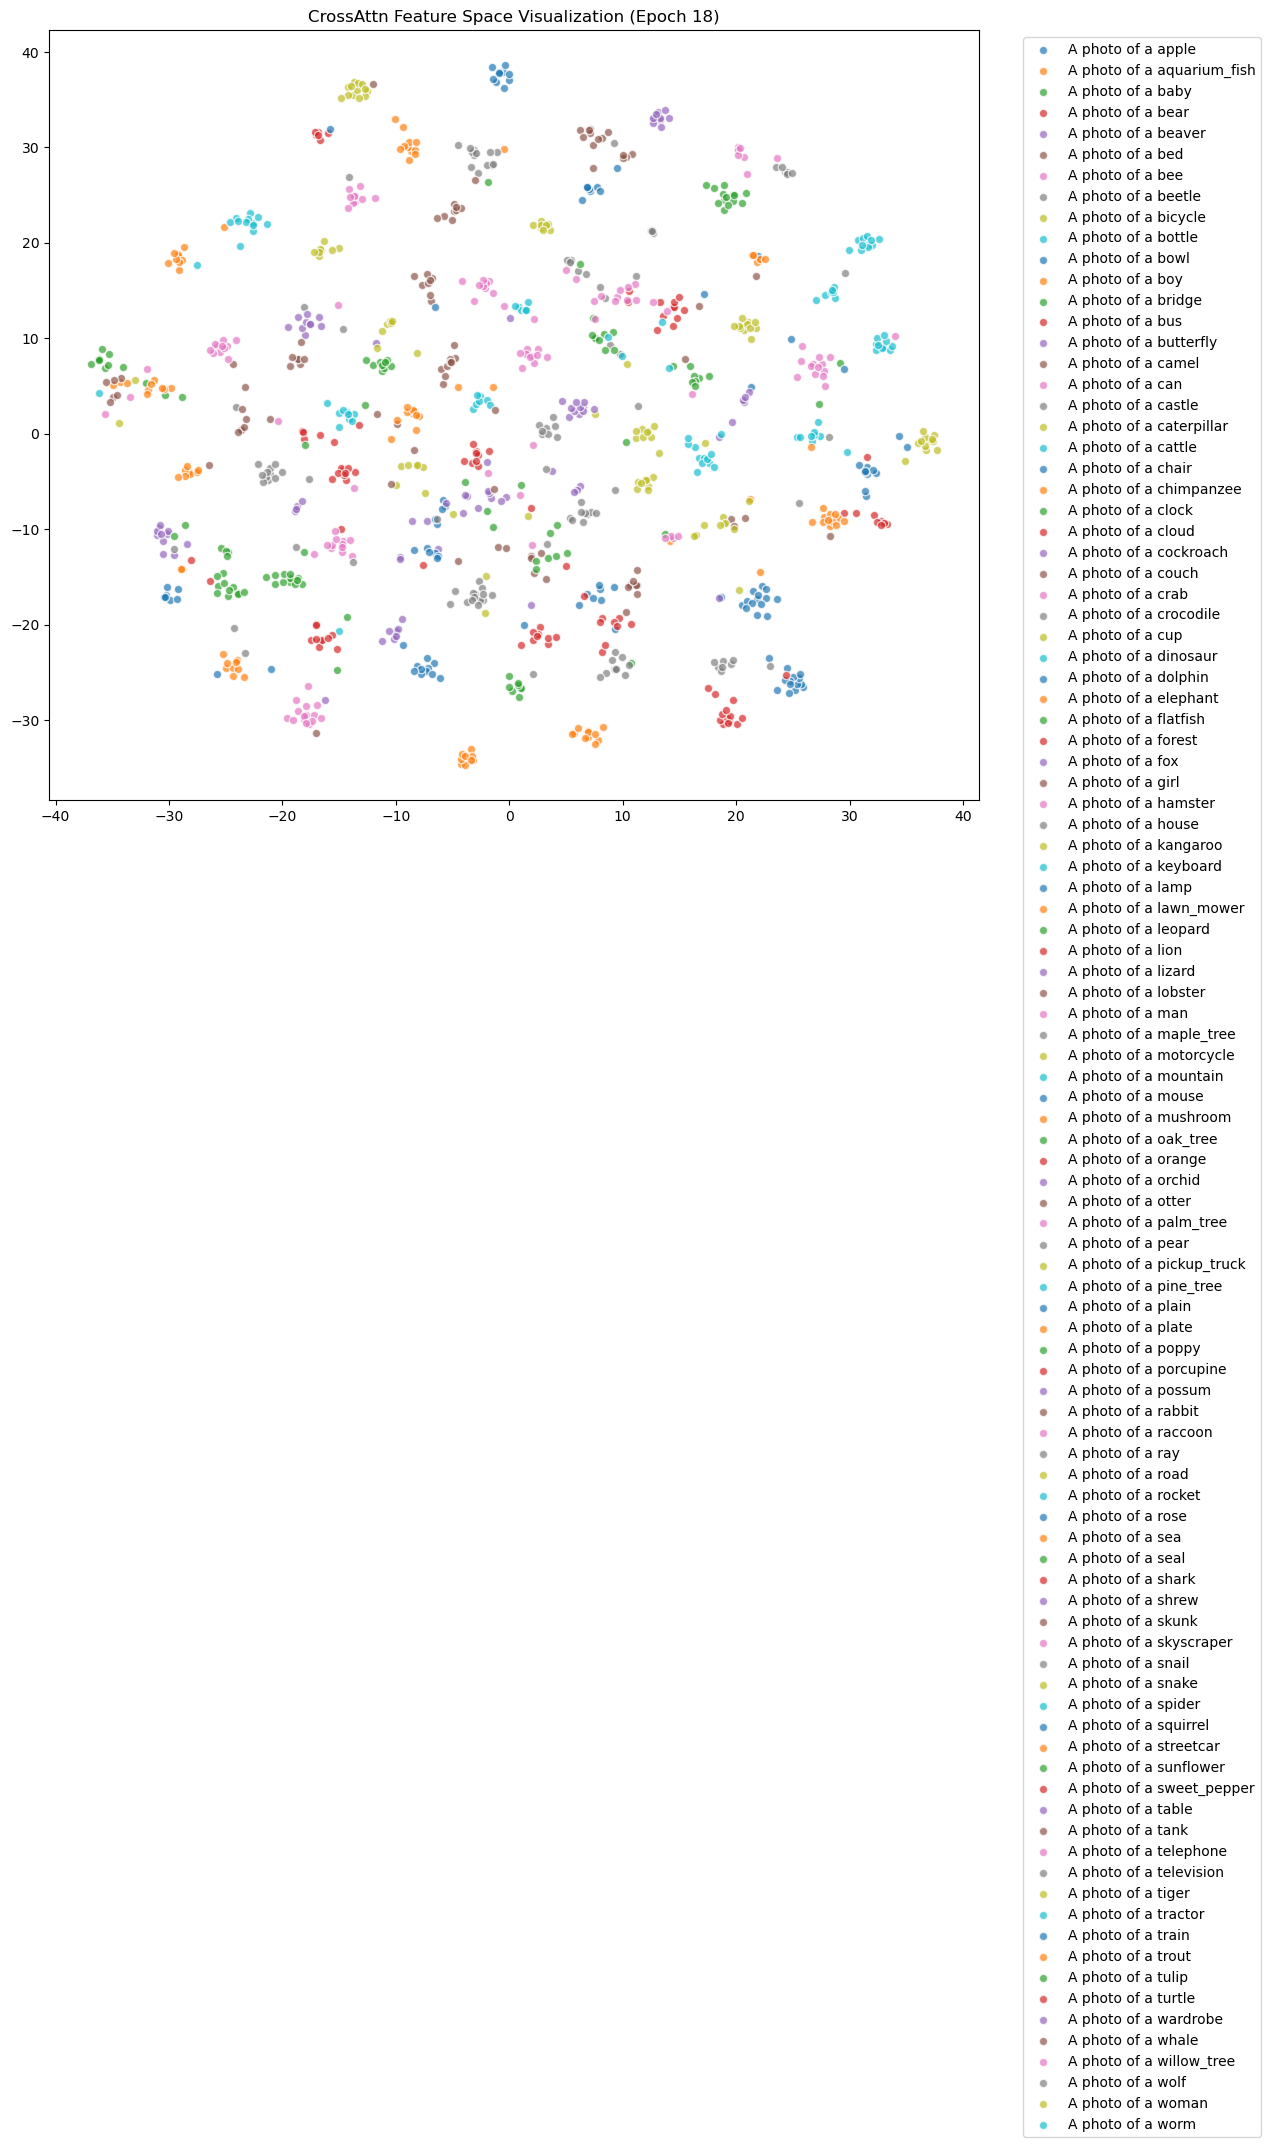 CrossAttn Feature Space Visualization (Epoch 18)
40
30
20
10
0
−10
−20
−30
−40
−30
−20
−10
0
10
20
30
40
A photo of a apple
A photo of a aquarium_fish
A photo of a baby
A photo of a bear
A photo of a beaver
A photo of a bed
A photo of a bee
A photo of a beetle
A photo of a bicycle
A photo of a bottle
A photo of a bowl
A photo of a boy
A photo of a bridge
A photo of a bus
A photo of a butterfly
A photo of a camel
A photo of a can
A photo of a castle
A photo of a caterpillar
A photo of a cattle
A photo of a chair
A photo of a chimpanzee
A photo of a clock
A photo of a cloud
A photo of a cockroach
A photo of a couch
A photo of a crab
A photo of a crocodile
A photo of a cup
A photo of a dinosaur
A photo of a dolphin
A photo of a elephant
A photo of a flatfish
A photo of a forest
A photo of a fox
A photo of a girl
A photo of a hamster
A photo of a house
A photo of a kangaroo
A photo of a keyboard
A photo of a lamp
A photo of a lawn_mower
A photo of a leopard
A photo of a lion
A photo of a lizard
A photo of a lobster
A photo of a man
A photo of a maple_tree
A photo of a motorcycle
A photo of a mountain
A photo of a mouse
A photo of a mushroom
A photo of a oak_tree
A photo of a orange
A photo of a orchid
A photo of a otter
A photo of a palm_tree
A photo of a pear
A photo of a pickup_truck
A photo of a pine_tree
A photo of a plain
A photo of a plate
A photo of a poppy
A photo of a porcupine
A photo of a possum
A photo of a rabbit
A photo of a raccoon
A photo of a ray
A photo of a road
A photo of a rocket
A photo of a rose
A photo of a sea
A photo of a seal
A photo of a shark
A photo of a shrew
A photo of a skunk
A photo of a skyscraper
A photo of a snail
A photo of a snake
A photo of a spider
A photo of a squirrel
A photo of a streetcar
A photo of a sunflower
A photo of a sweet_pepper
A photo of a table
A photo of a tank
A photo of a telephone
A photo of a television
A photo of a tiger
A photo of a tractor
A photo of a train
A photo of a trout
A photo of a tulip
A photo of a turtle
A photo of a wardrobe
A photo of a whale
A photo of a willow_tree
A photo of a wolf
A photo of a woman
A photo of a worm